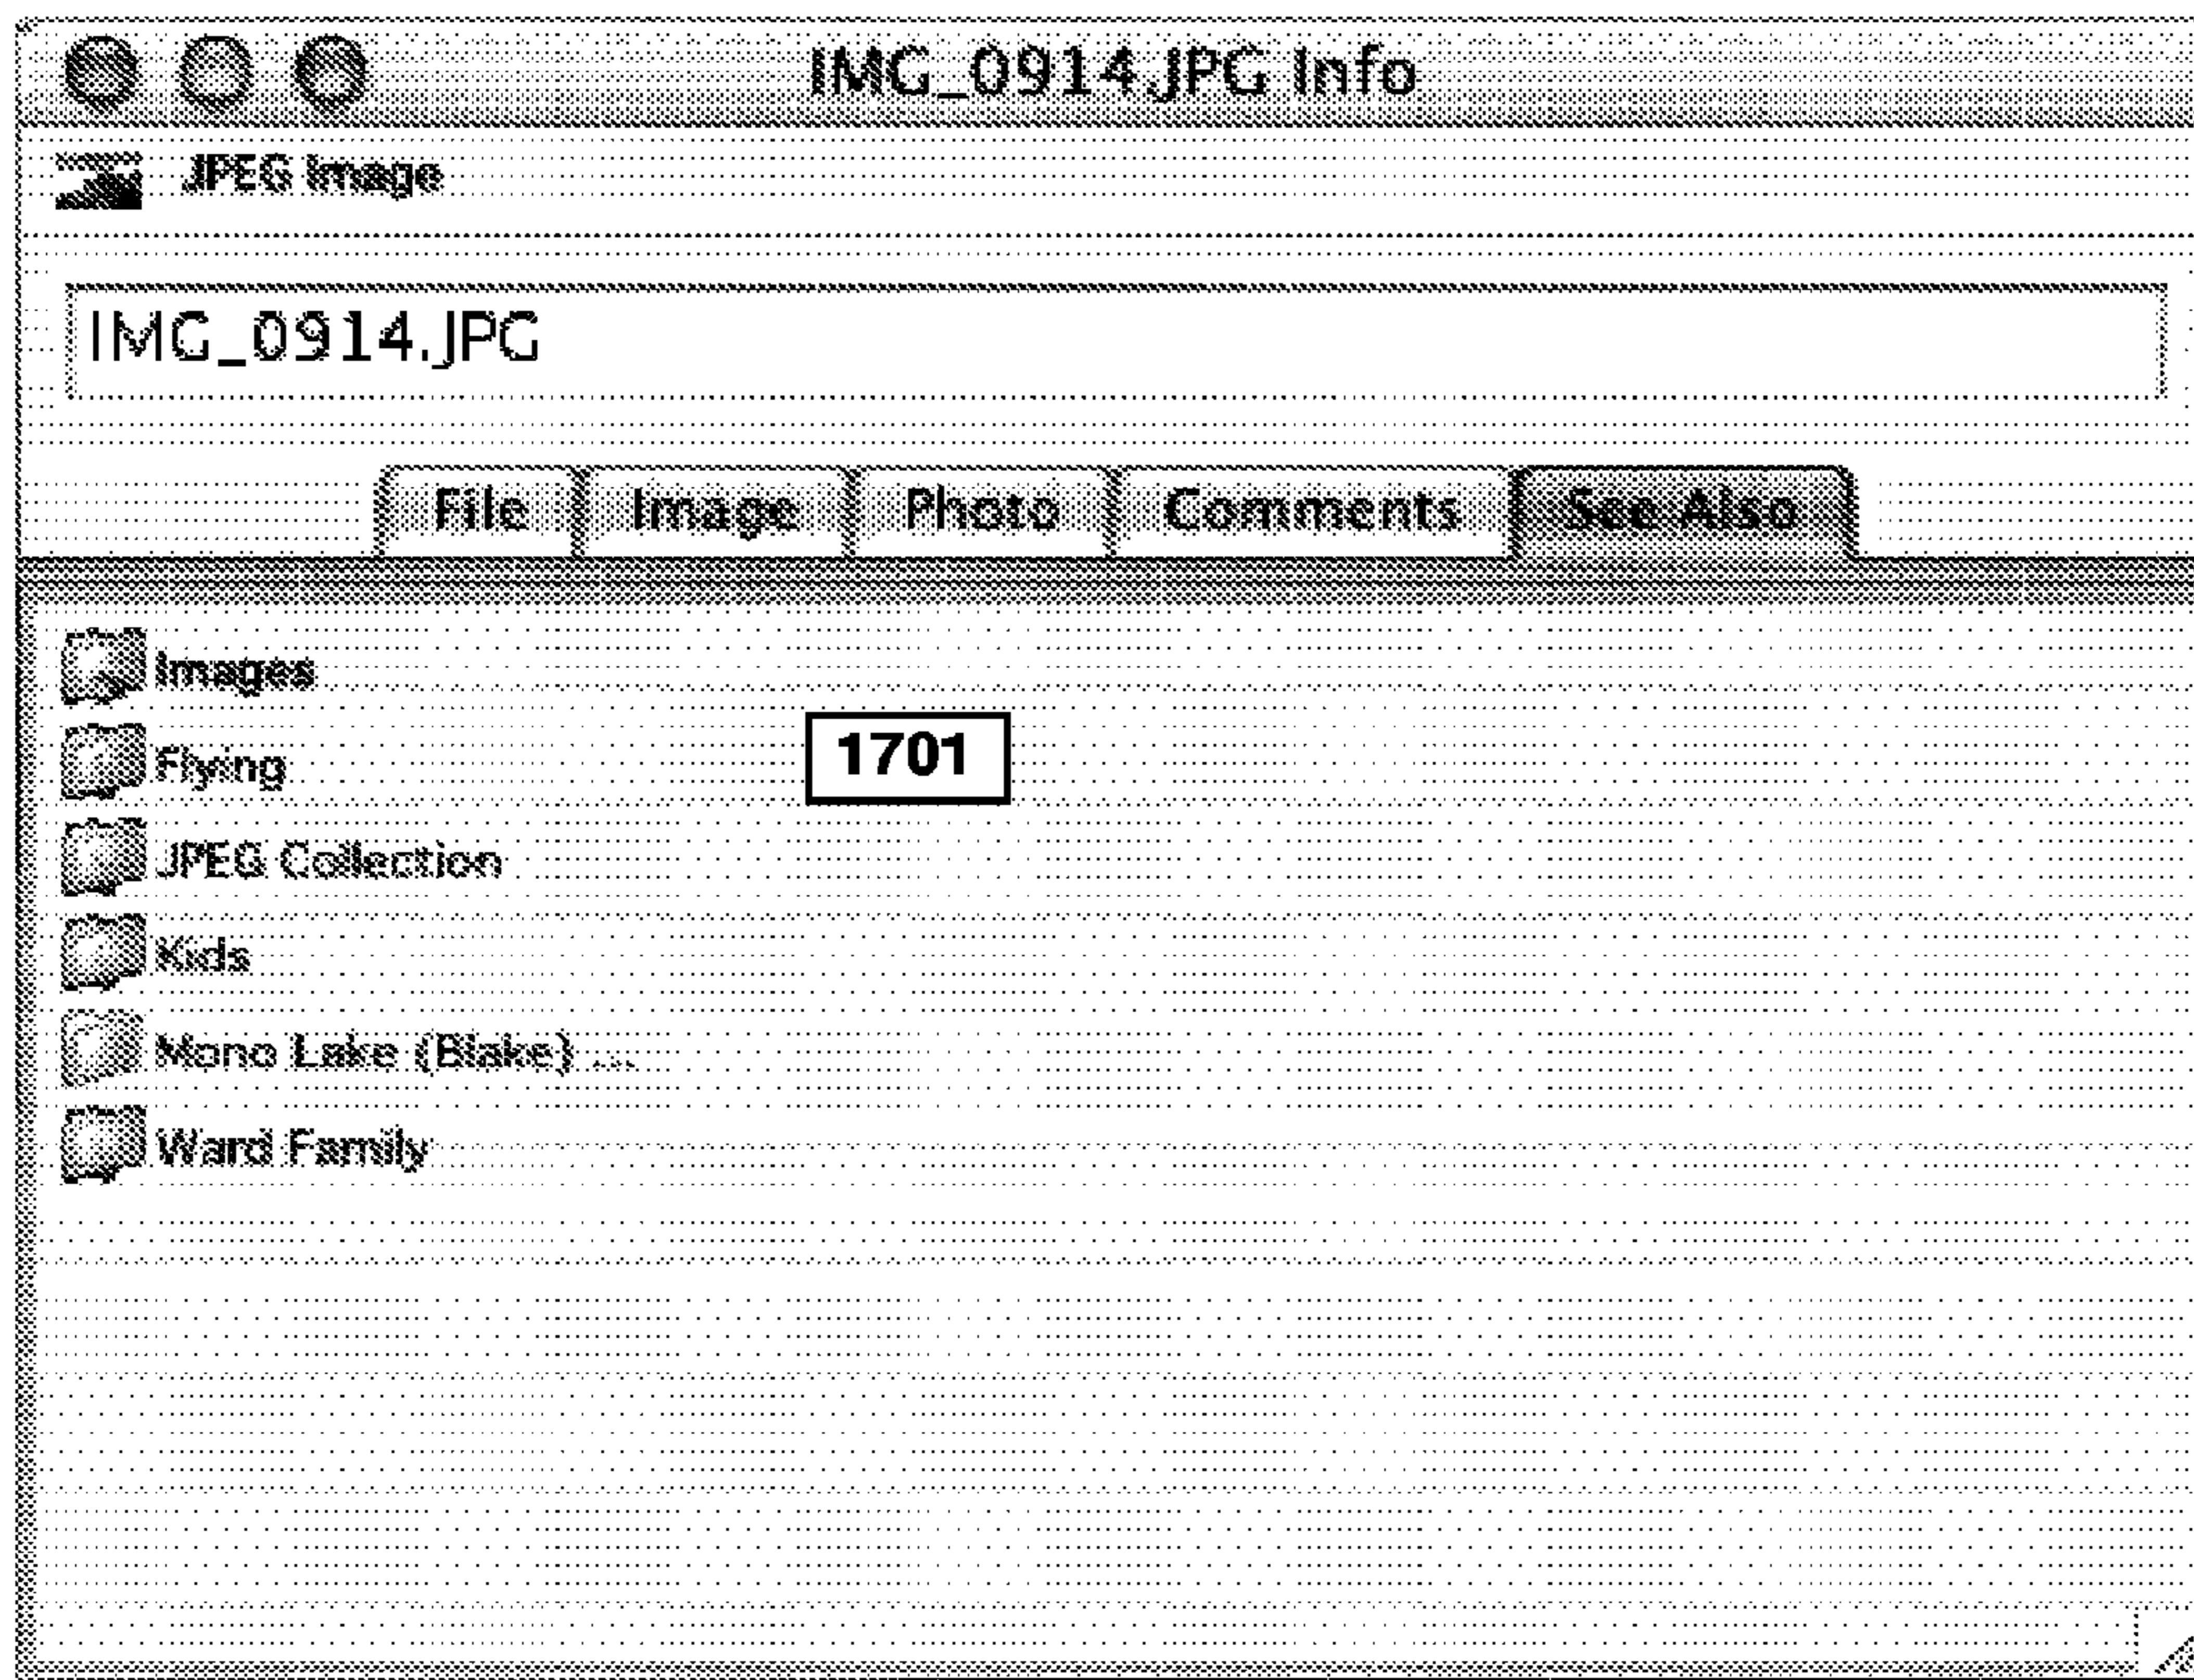 IMG_0914.JPG Info
JPEG Image
IMG_0914.JPG
File Image Photo Comments See Also
Images
Flying
1701
JPEG Collection
Kids
Mono Lake (Blake) ...
Ward Family